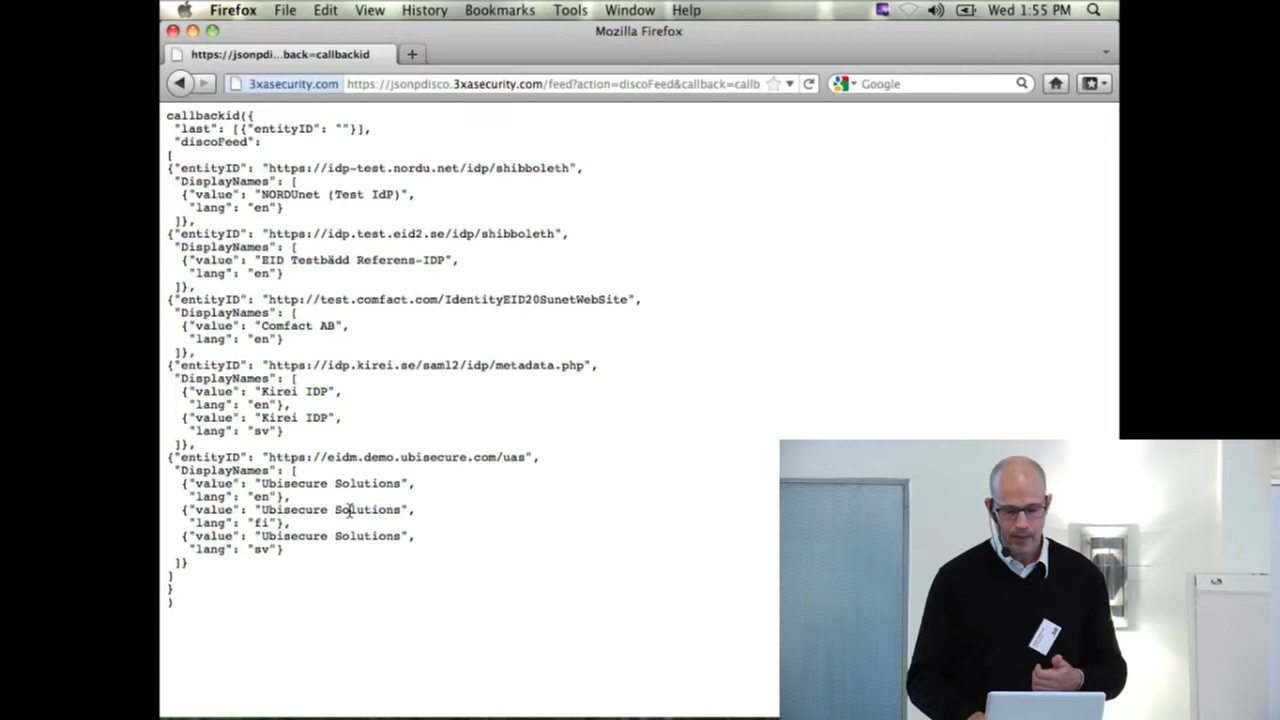 Firefox File Edit View History Bookmarks Tools Window Help Wed 1:55 PM
Mozilla Firefox
https://jsonpdi...back=callbackid
3xasecurity.com https://jsonpdisco.3xasecurity.com/feed?action=discoFeed&callback=callb Google
callbackid({
"last": [{"entityID": ""}],
"discoFeed":
[
{"entityID": "https://idp-test.nordu.net/idp/shibboleth",
"DisplayNames": [
{"value": "NORDUnet (Test IdP)",
"lang": "en"}
]},
{"entityID": "https://idp.test.eid2.se/idp/shibboleth",
"DisplayNames": [
{"value": "EID Testbädd Referens-IDP",
"lang": "en"}
]},
{"entityID": "http://test.comfact.com/IdentityEID20SunetWebSite",
"DisplayNames": [
{"value": "Comfact AB",
"lang": "en"}
]},
{"entityID": "https://idp.kirei.se/saml2/idp/metadata.php",
"DisplayNames": [
{"value": "Kirei IDP",
"lang": "en"},
{"value": "Kirei IDP",
"lang": "sv"}
]},
{"entityID": "https://eidm.demo.ubisecure.com/uas",
"DisplayNames": [
{"value": "Ubisecure Solutions",
"lang": "en"},
{"value": "Ubisecure Solutions",
"lang": "fi"},
{"value": "Ubisecure Solutions",
"lang": "sv"}
]}
]
}
)